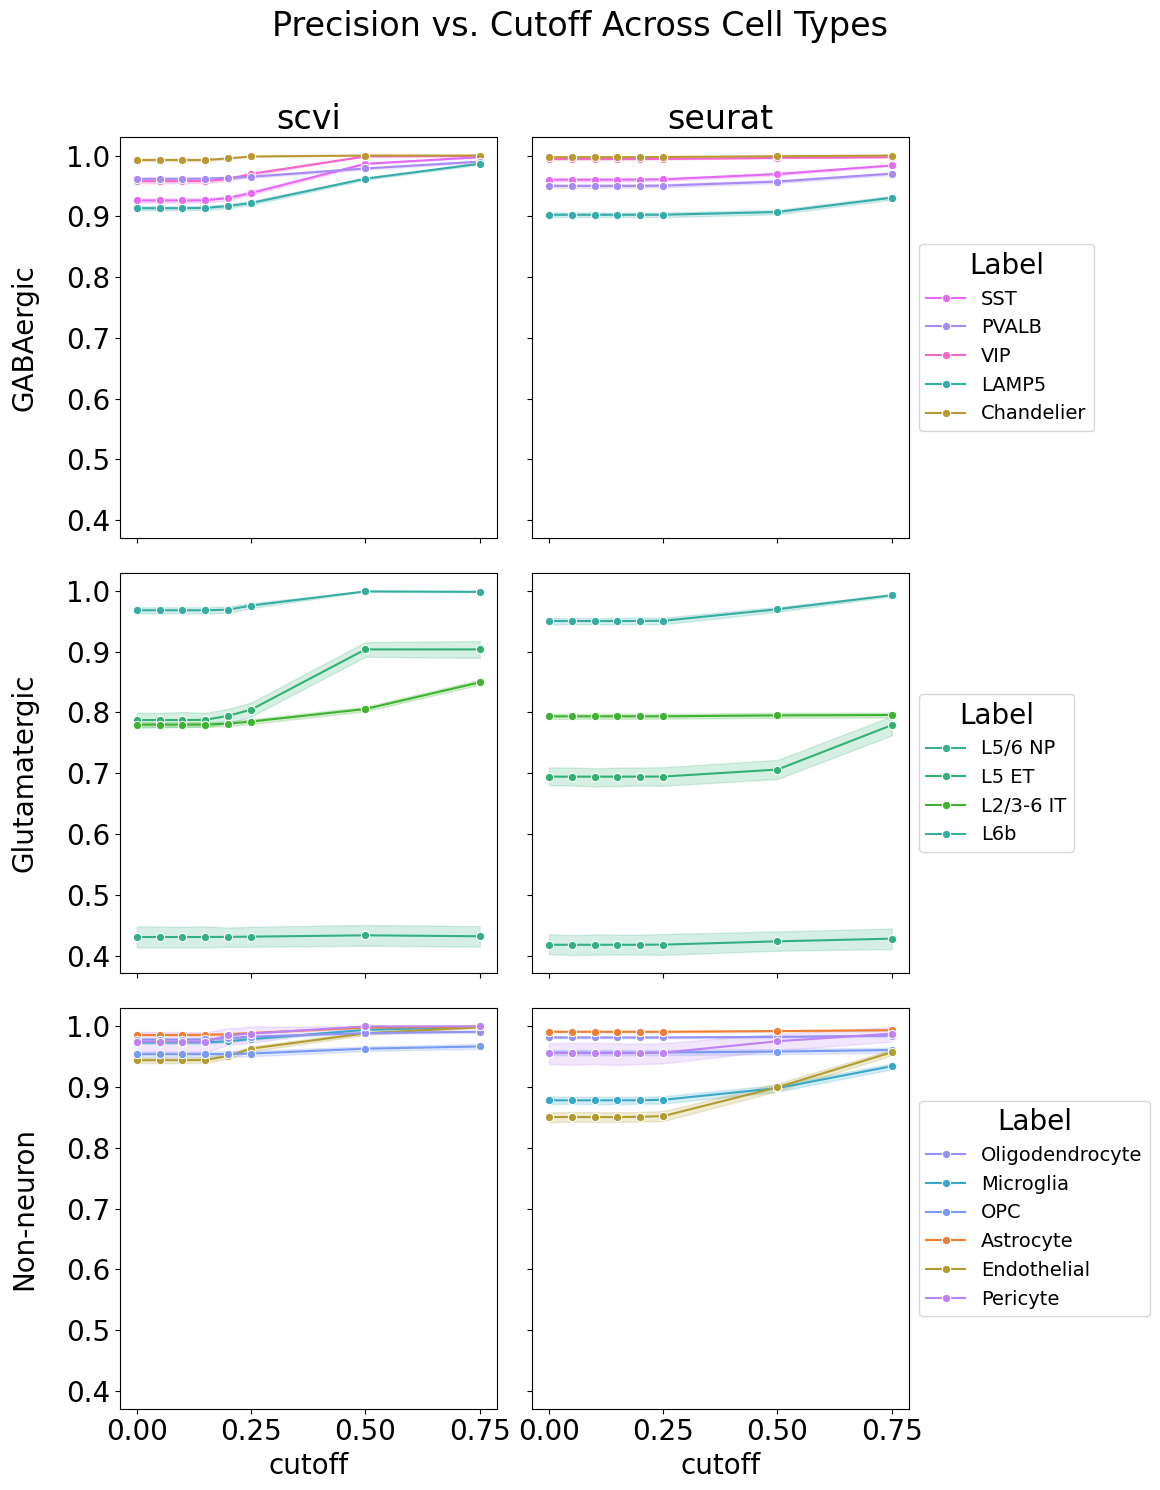 Precision vs. Cutoff Across Cell Types
scvi
seurat
GABAergic
1.0
0.9
0.8
0.7
0.6
0.5
0.4
Label
SST
PVALB
VIP
LAMP5
Chandelier
Glutamatergic
1.0
0.9
0.8
0.7
0.6
0.5
0.4
Label
L5/6 NP
L5 ET
L2/3-6 IT
L6b
Non-neuron
1.0
0.9
0.8
0.7
0.6
0.5
0.4
Label
Oligodendrocyte
Microglia
OPC
Astrocyte
Endothelial
Pericyte
0.00 0.25 0.50 0.75
0.00 0.25 0.50 0.75
cutoff
cutoff